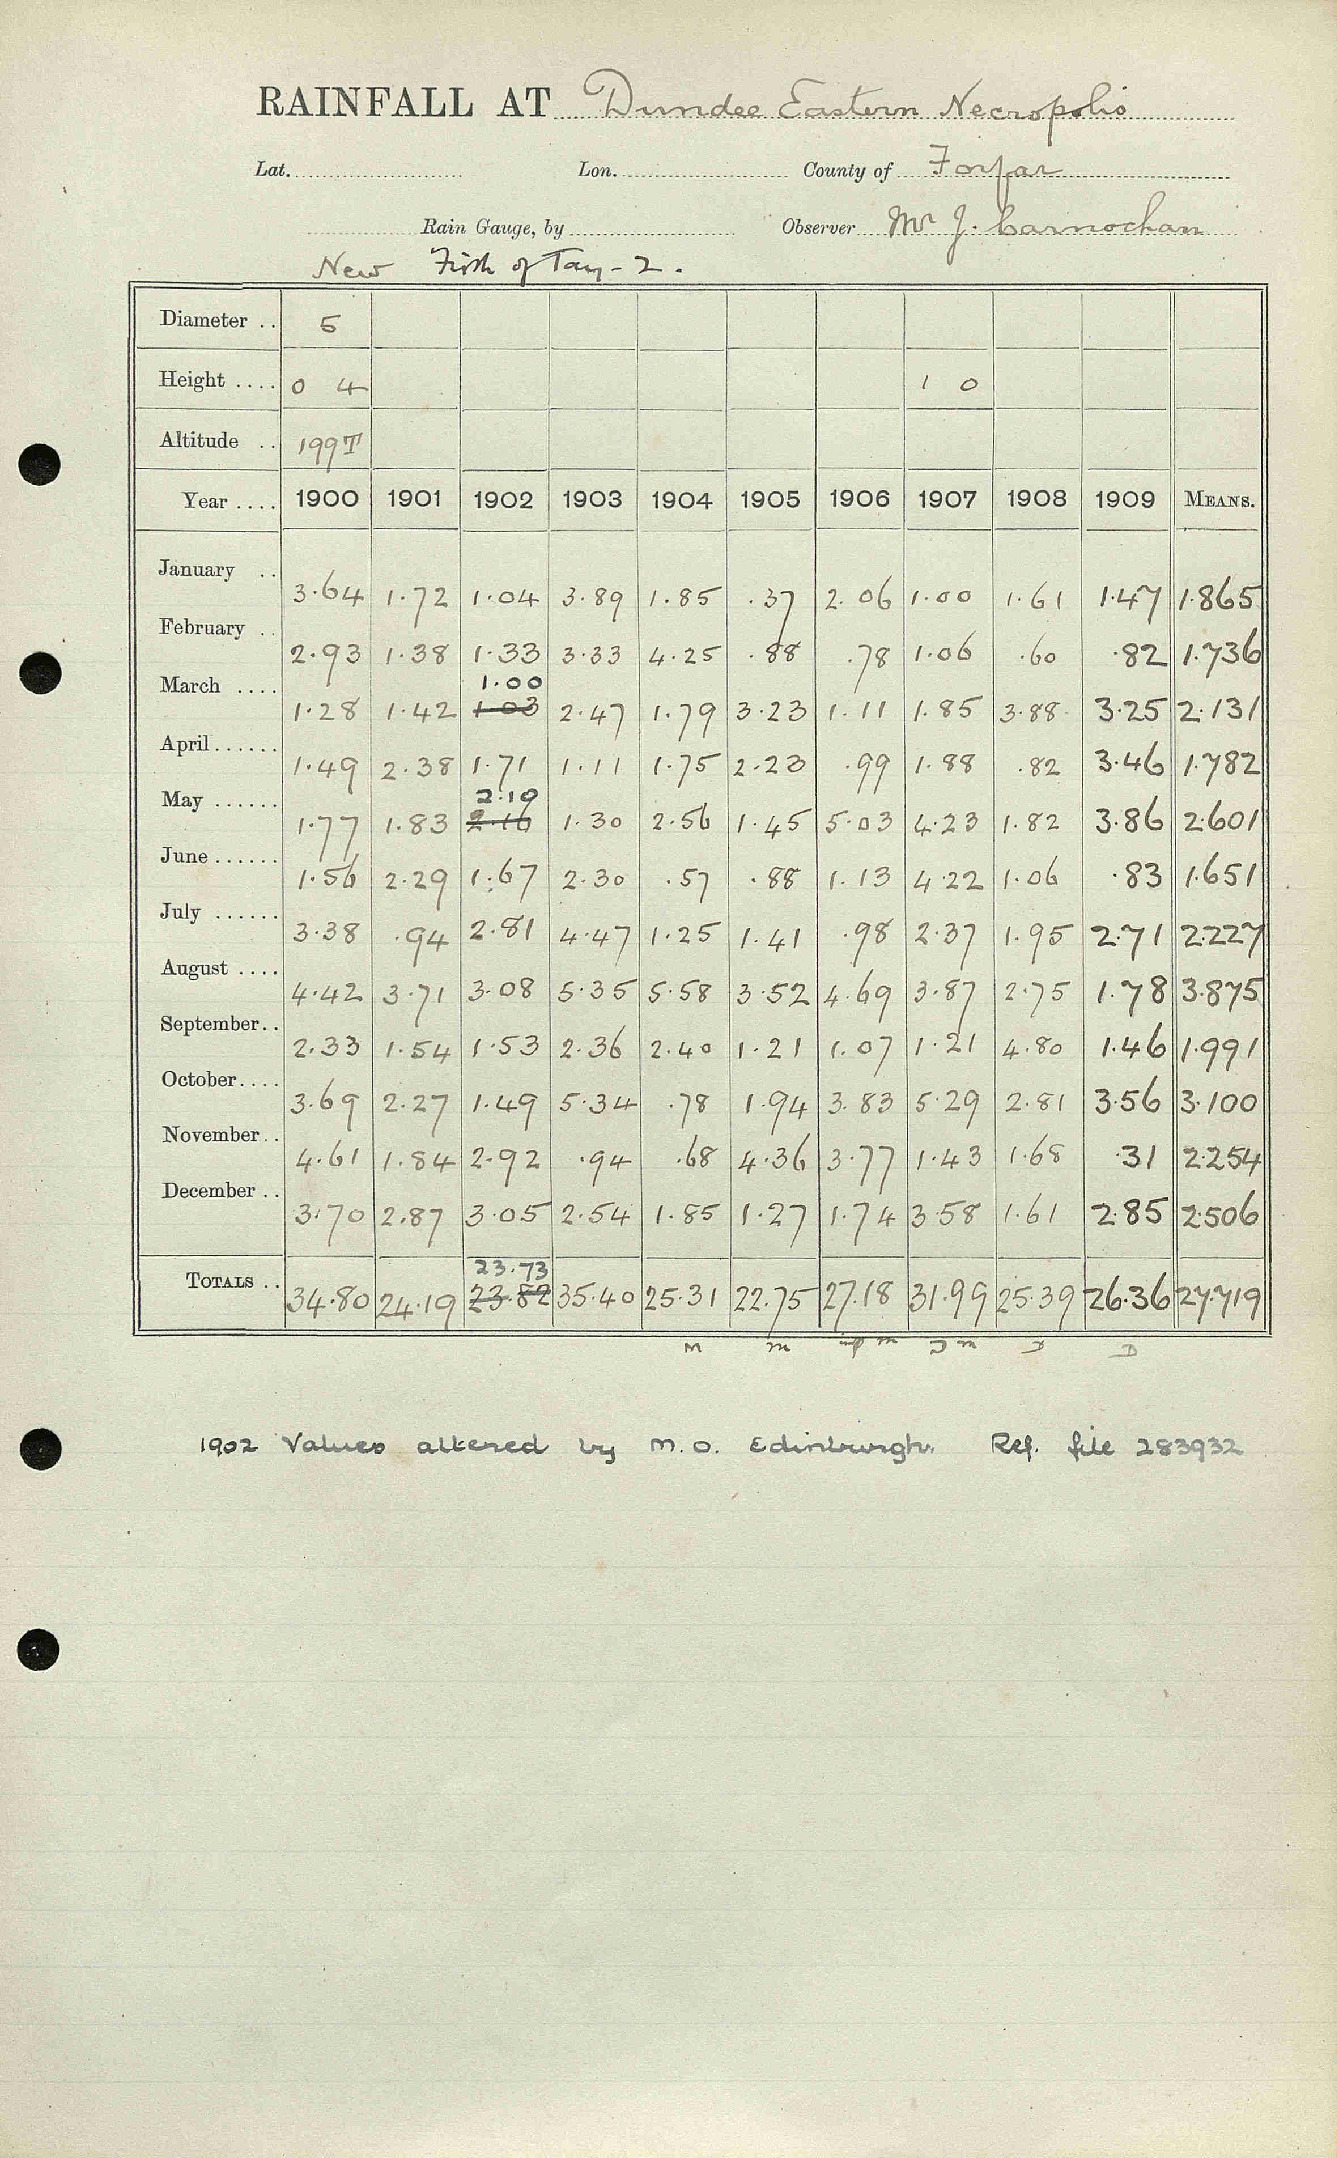 RAINFALL AT Dundee Eastern Necropolis
Lat. Lon. County of Forfar
Rain Gauge, by Observer Mr J. Carnochan
New Firth of Tay - 2.
Diameter .. 5
Height .... 0 4 1 0
Altitude .. 199T
Year .... 1900 1901 1902 1903 1904 1905 1906 1907 1908 1909 MEANS.
January .. 3.64 1.72 1.04 3.89 1.85 .37 2.06 1.00 1.61 1.47 1.865
February .. 2.93 1.38 1.33 3.33 4.25 .88 .78 1.06 .60 .82 1.736
1.00
March .... 1.28 1.42 1.03 2.47 1.79 3.23 1.11 1.85 3.88 3.25 2.131
April...... 1.49 2.38 1.71 1.11 1.75 2.23 .99 1.88 .82 3.46 1.782
2.10
May ...... 1.77 1.83 2.16 1.30 2.56 1.45 5.03 4.23 1.82 3.86 2.601
June ...... 1.56 2.29 1.67 2.30 .57 .88 1.13 4.22 1.06 .83 1.651
July ...... 3.38 .94 2.81 4.47 1.25 1.41 .98 2.37 1.95 2.71 2.227
August .... 4.42 3.71 3.08 5.35 5.58 3.52 4.69 3.87 2.75 1.78 3.875
September.. 2.33 1.54 1.53 2.36 2.40 1.21 1.07 1.21 4.80 1.46 1.991
October.... 3.69 2.27 1.49 5.34 .78 1.94 3.83 5.29 2.81 3.56 3.100
November.. 4.61 1.84 2.92 .94 .68 4.36 3.77 1.43 1.68 .31 2.254
December .. 3.70 2.87 3.05 2.54 1.85 1.27 1.74 3.58 1.61 2.85 2.506
23.73
TOTALS .. 34.80 24.19 23.82 35.40 25.31 22.75 27.18 31.99 25.39 26.36 27.719
M m m D
1902 Values altered by M.O. Edinburgh. Ref. file 283932